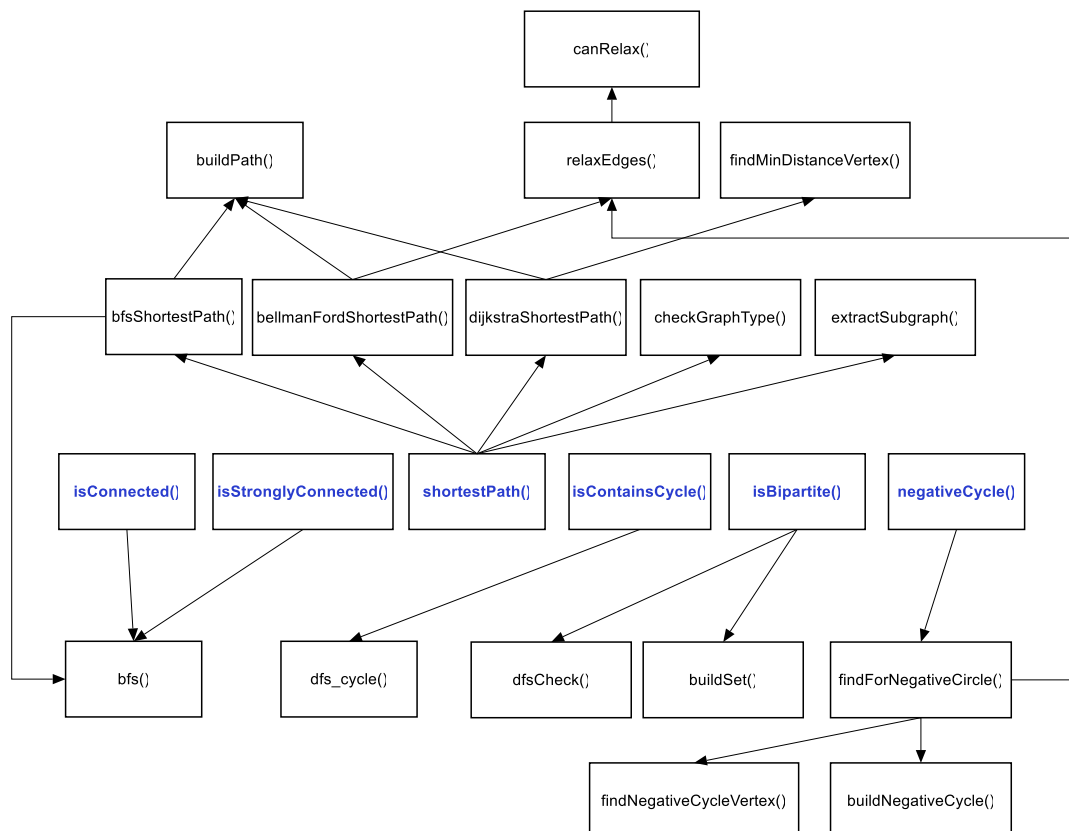 canRelax()
buildPath()
relaxEdges()
findMinDistanceVertex()
bfsShortestPath()
bellmanFordShortestPath()
dijkstraShortestPath()
checkGraphType()
extractSubgraph()
isConnected()
isStronglyConnected()
shortestPath()
isContainsCycle()
isBipartite()
negativeCycle()
bfs()
dfs_cycle()
dfsCheck()
buildSet()
findForNegativeCircle()
findNegativeCycleVertex()
buildNegativeCycle()